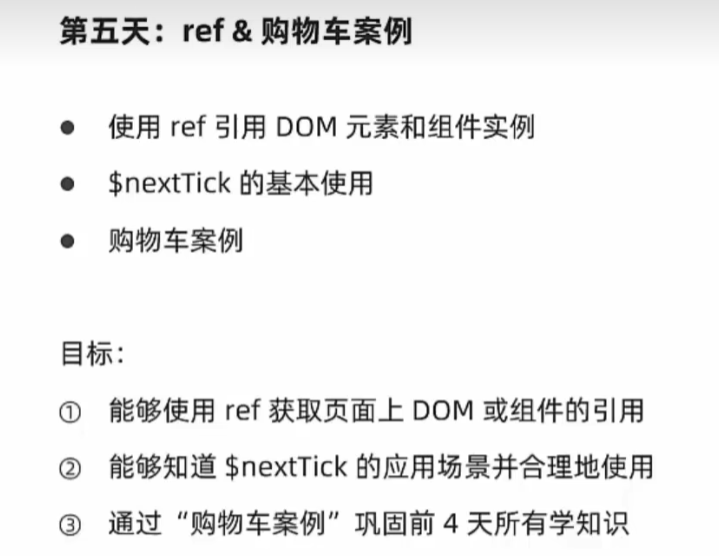 第五天：ref & 购物车案例
● 使用 ref 引用 DOM 元素和组件实例
● $nextTick 的基本使用
● 购物车案例
目标：
① 能够使用 ref 获取页面上 DOM 或组件的引用
② 能够知道 $nextTick 的应用场景并合理地使用
③ 通过“购物车案例”巩固前 4 天所有学知识